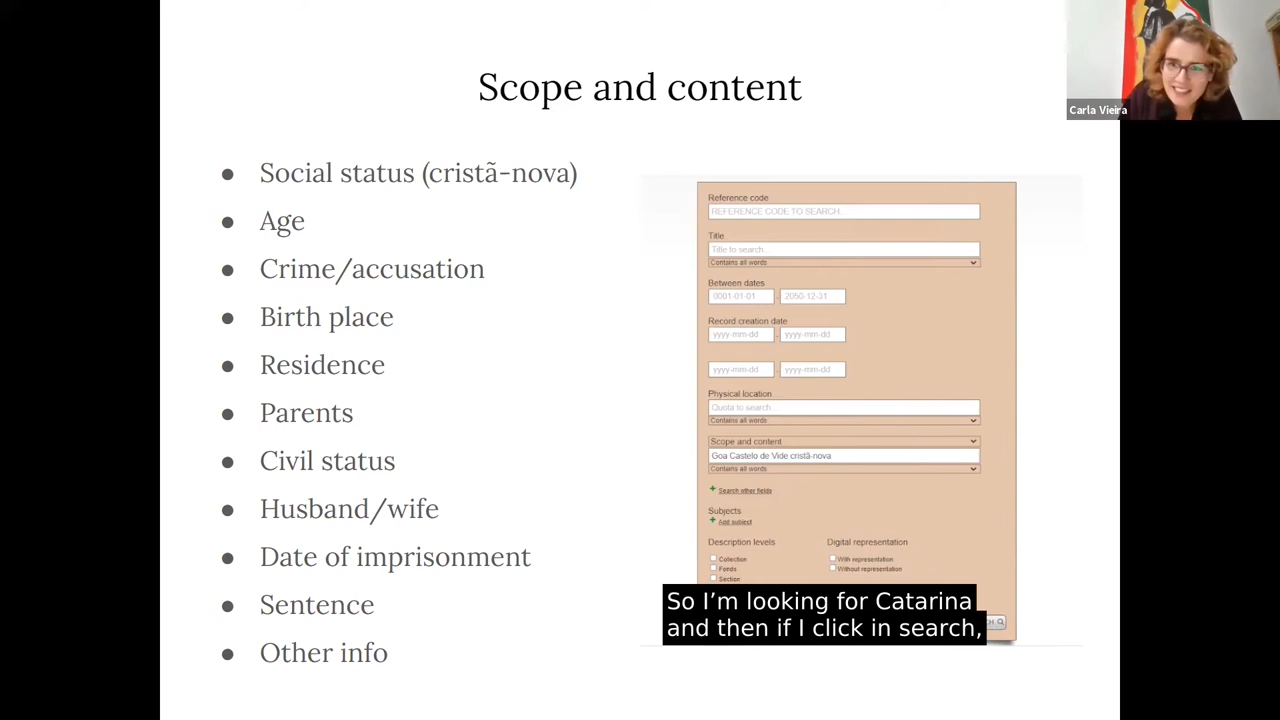 Scope and content
Carla Vieira
● Social status (cristã-nova)
● Age
● Crime/accusation
● Birth place
● Residence
● Parents
● Civil status
● Husband/wife
● Date of imprisonment
● Sentence
● Other info
Reference code
REFERENCE CODE TO SEARCH...
Title
Title to search...
Contains all words
Between dates
0001-01-01 - 2050-12-31
Record creation date
yyyy-mm-dd - yyyy-mm-dd
yyyy-mm-dd - yyyy-mm-dd
Physical location
Quota to search...
Contains all words
Scope and content
Goa Castelo de Vide cristã-nova
Contains all words
Search other fields
Subjects
Add subject
Description levels Digital representation
Collection With representation
Fonds Without representation
Section
So I’m looking for Catarina
and then if I click in search,